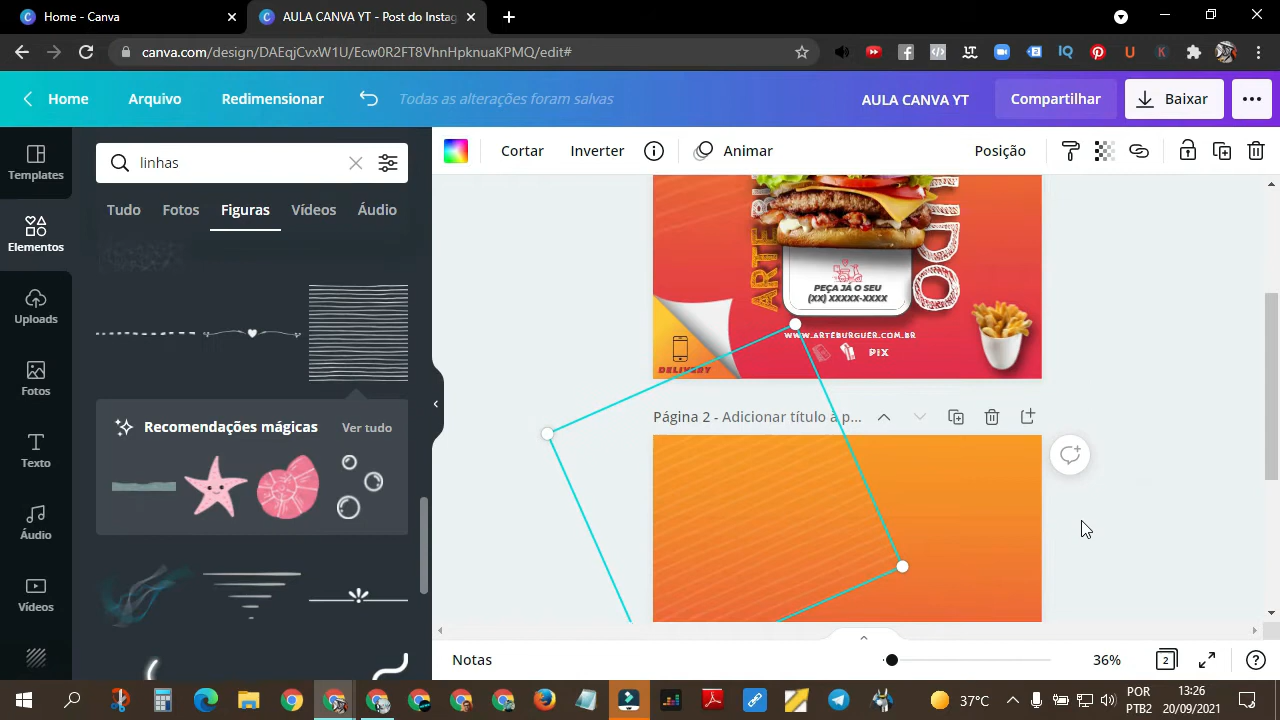 Home - Canva
AULA CANVA YT - Post do Instag
canva.com/design/DAEqjCvxW1U/Ecw0R2FT8VhnHpknuaKPMQ/edit#
Home
Arquivo
Redimensionar
Todas as alterações foram salvas
AULA CANVA YT
Compartilhar
Baixar
linhas
Cortar
Inverter
Animar
Posição
Templates
Elementos
Uploads
Fotos
Texto
Áudio
Vídeos
Tudo
Fotos
Figuras
Vídeos
Áudio
Recomendações mágicas
Ver tudo
PEÇA JÁ O SEU
(XX) XXXXX-XXXX
WWW.ARTEBURGUER.COM.BR
PIX
DELIVERY
Página 2 - Adicionar título à p...
Notas
36%
2
37°C
POR
PTB2
13:26
20/09/2021